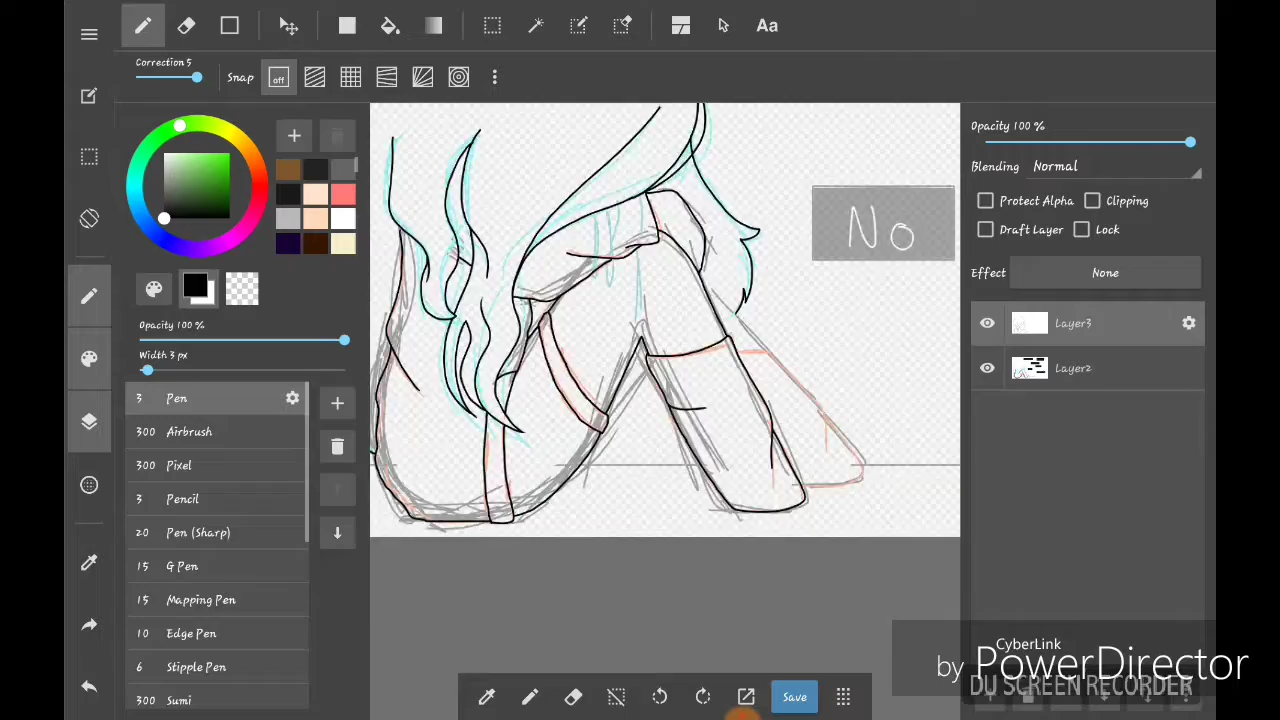 Aa
Correction 5
Snap
off
Opacity 100 %
Blending Normal
Protect Alpha
Clipping
Draft Layer
Lock
Effect None
Layer3
Layer2
No
Opacity 100 %
Width 3 px
3 Pen
300 Airbrush
300 Pixel
3 Pencil
20 Pen (Sharp)
15 G Pen
15 Mapping Pen
10 Edge Pen
6 Stipple Pen
300 Sumi
Save
CyberLink
by PowerDirector
DU SCREEN RECORDER